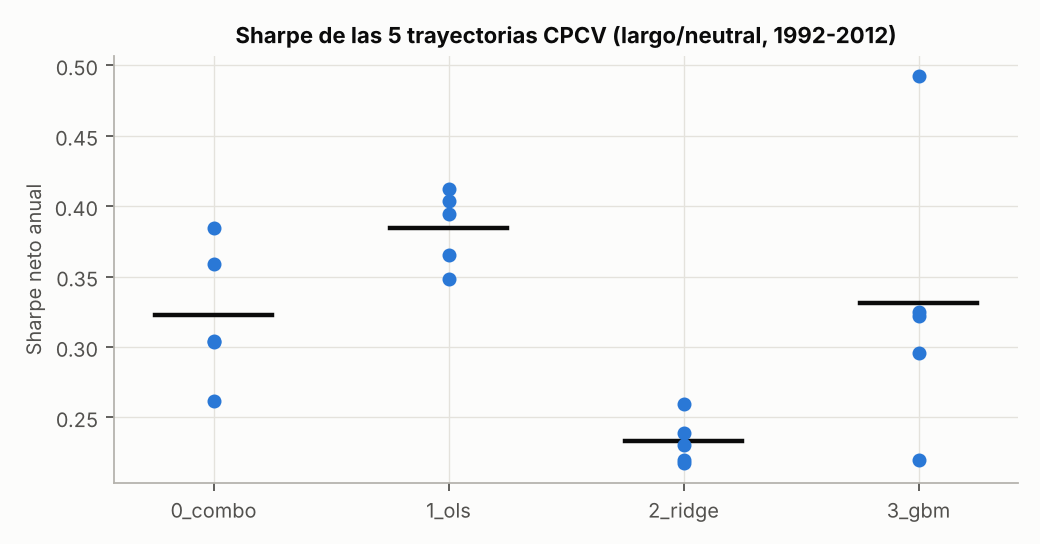 Sharpe de las 5 trayectorias CPCV (largo/neutral, 1992-2012)
Sharpe neto anual
0.50
0.45
0.40
0.35
0.30
0.25
0_combo
1_ols
2_ridge
3_gbm